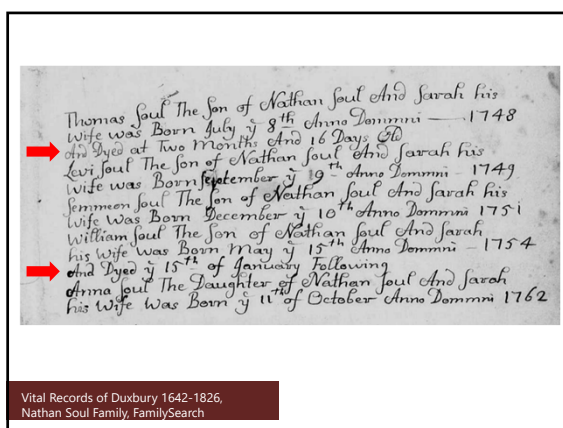 Thomas Soul The Son of Nathan Soul And Sarah his
Wife was Born July ỹ 8th Anno Dommni — 1748
And Dyed at Two Months And 16 Days Old
Levi Soul The Son of Nathan Soul And Sarah his
Wife was Born September ỹ 19th Anno Dommni - 1749
Semmeon Soul The Son of Nathan Soul And Sarah his
Wife Was Born December ỹ 10th Anno Dommni 1751
William Soul The Son of Nathan Soul And Sarah
his Wife was Born May ỹ 15th Anno Dommni - 1754
And Dyed ỹ 15th of January Following
Anna Soul The Daughter of Nathan Soul And Sarah
his Wife Was Born ỹ 11th of October Anno Dommni 1762
Vital Records of Duxbury 1642-1826,
Nathan Soul Family, FamilySearch